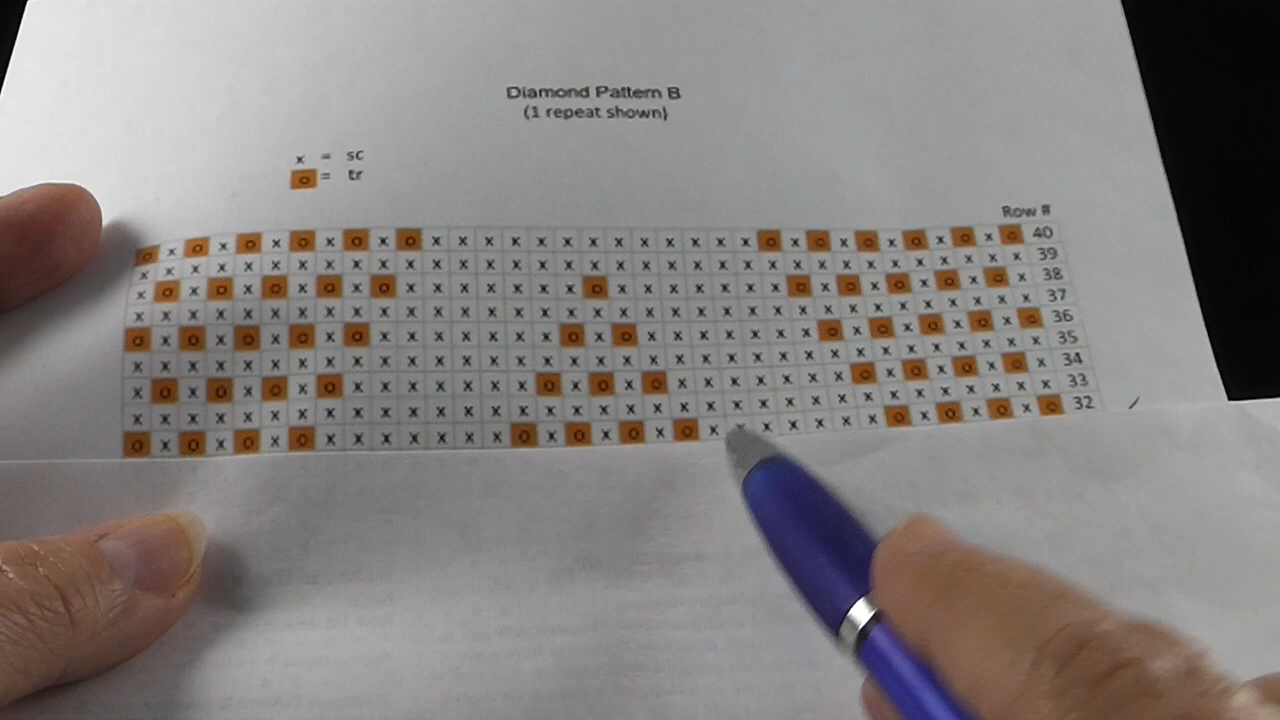 Diamond Pattern B
(1 repeat shown)
x = sc
o = tr
Row #
o x o x o x o x o x o x x x x x x x x x x x x x o x o x o x o x o x o 40
x x x x x x x x x x x x x x x x x x x x x x x x x x x x x x x x x x x 39
x o x o x o x o x o x x x x x x x o x x x x x x x o x o x o x o x o x 38
x x x x x x x x x x x x x x x x x x x x x x x x x x x x x x x x x x x 37
o x o x o x o x o x x x x x x x o x o x x x x x x x o x o x o x o x o 36
x x x x x x x x x x x x x x x x x x x x x x x x x x x x x x x x x x x 35
x o x o x o x o x x x x x x x o x o x o x x x x x x x o x o x o x o x 34
x x x x x x x x x x x x x x x x x x x x x x x x x x x x x x x x x x x 33
o x o x o x o x x x x x x x o x o x o x o x x x x x x x o x o x o x o 32